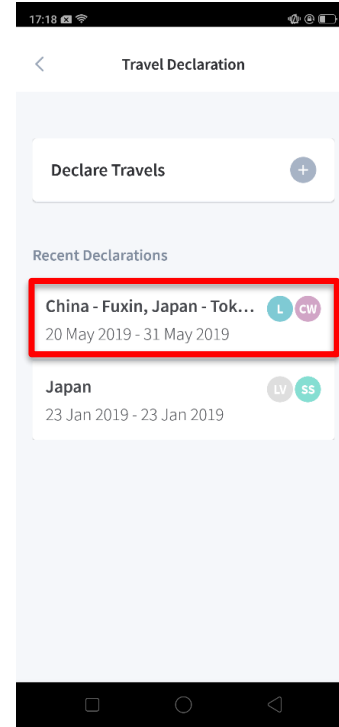 17:18
Travel Declaration
Declare Travels
Recent Declarations
China - Fuxin, Japan - Tok... L CW
20 May 2019 - 31 May 2019
Japan LV SS
23 Jan 2019 - 23 Jan 2019